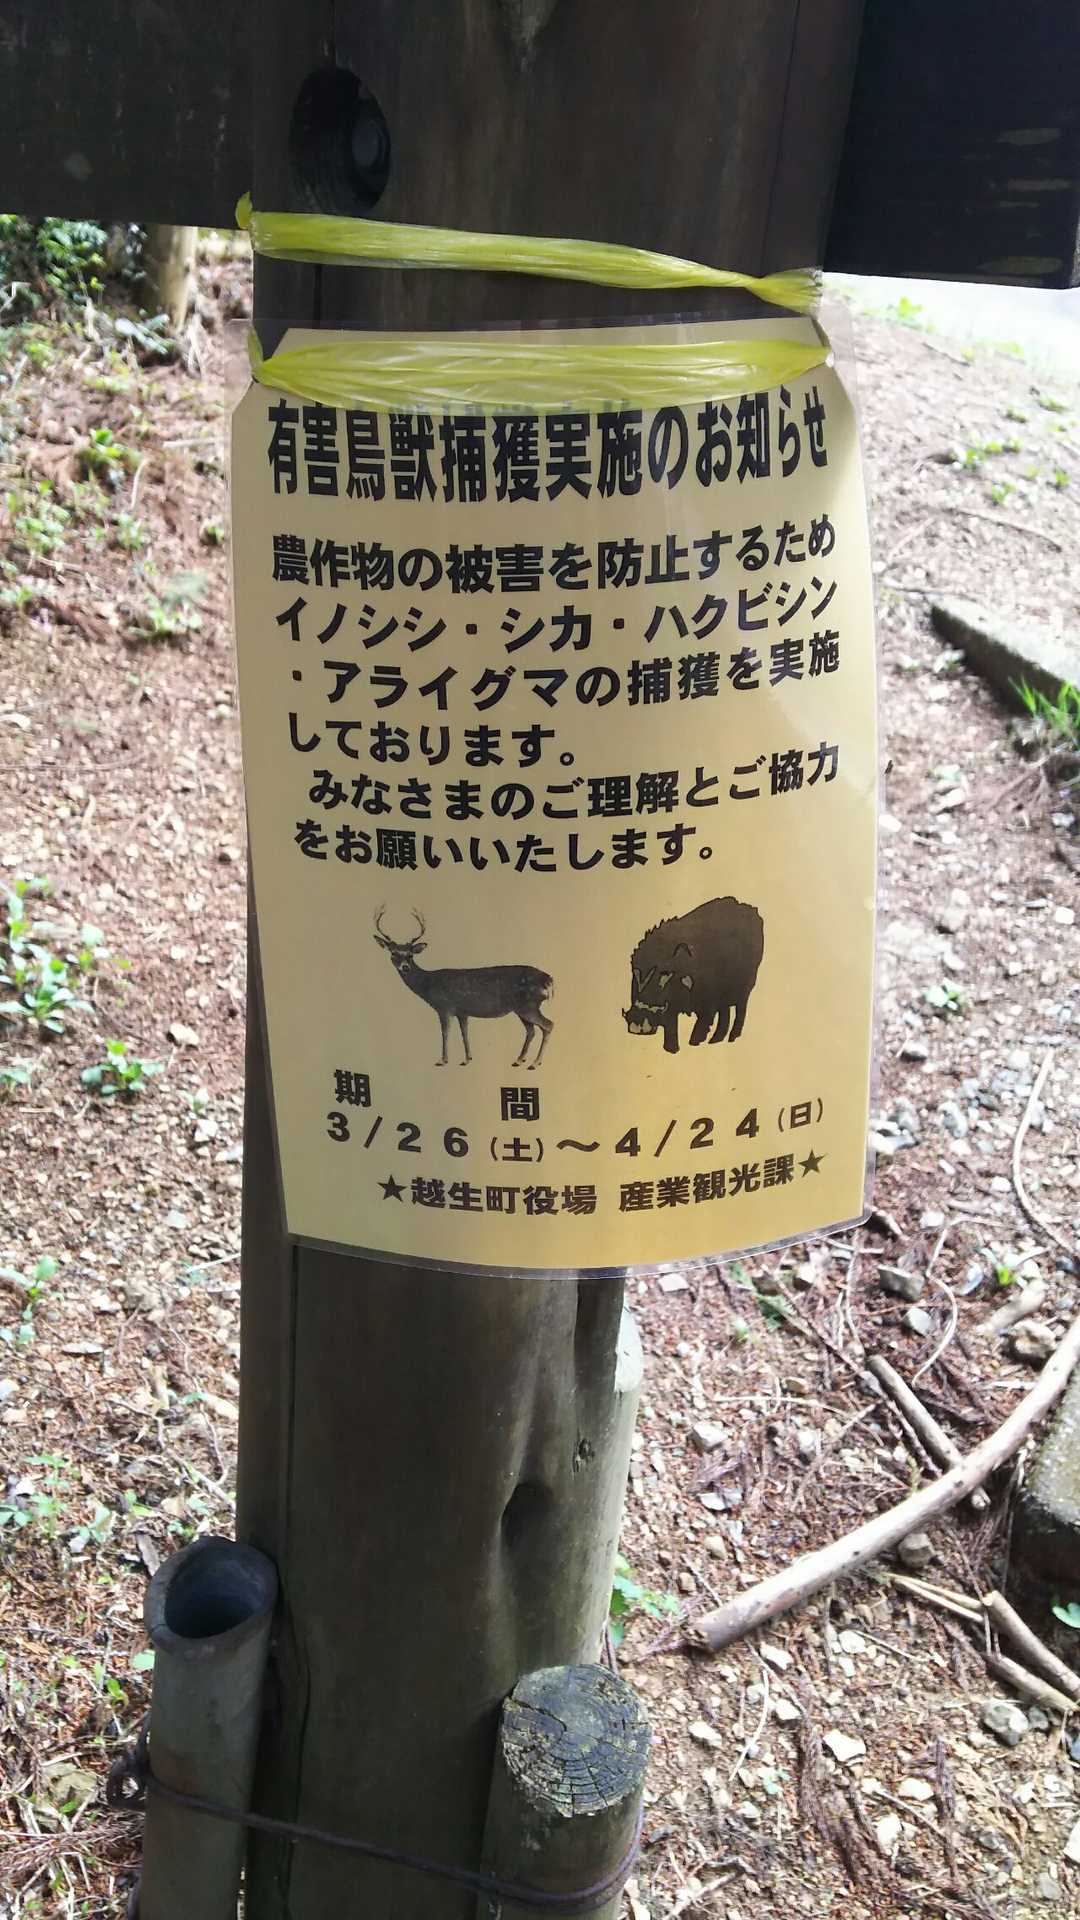 有害鳥獣捕獲実施のお知らせ
農作物の被害を防止するため
イノシシ・シカ・ハクビシン
・アライグマの捕獲を実施
しております。
みなさまのご理解とご協力
をお願いいたします。
期 間
3/26(土)～4/24(日)
★越生町役場 産業観光課★